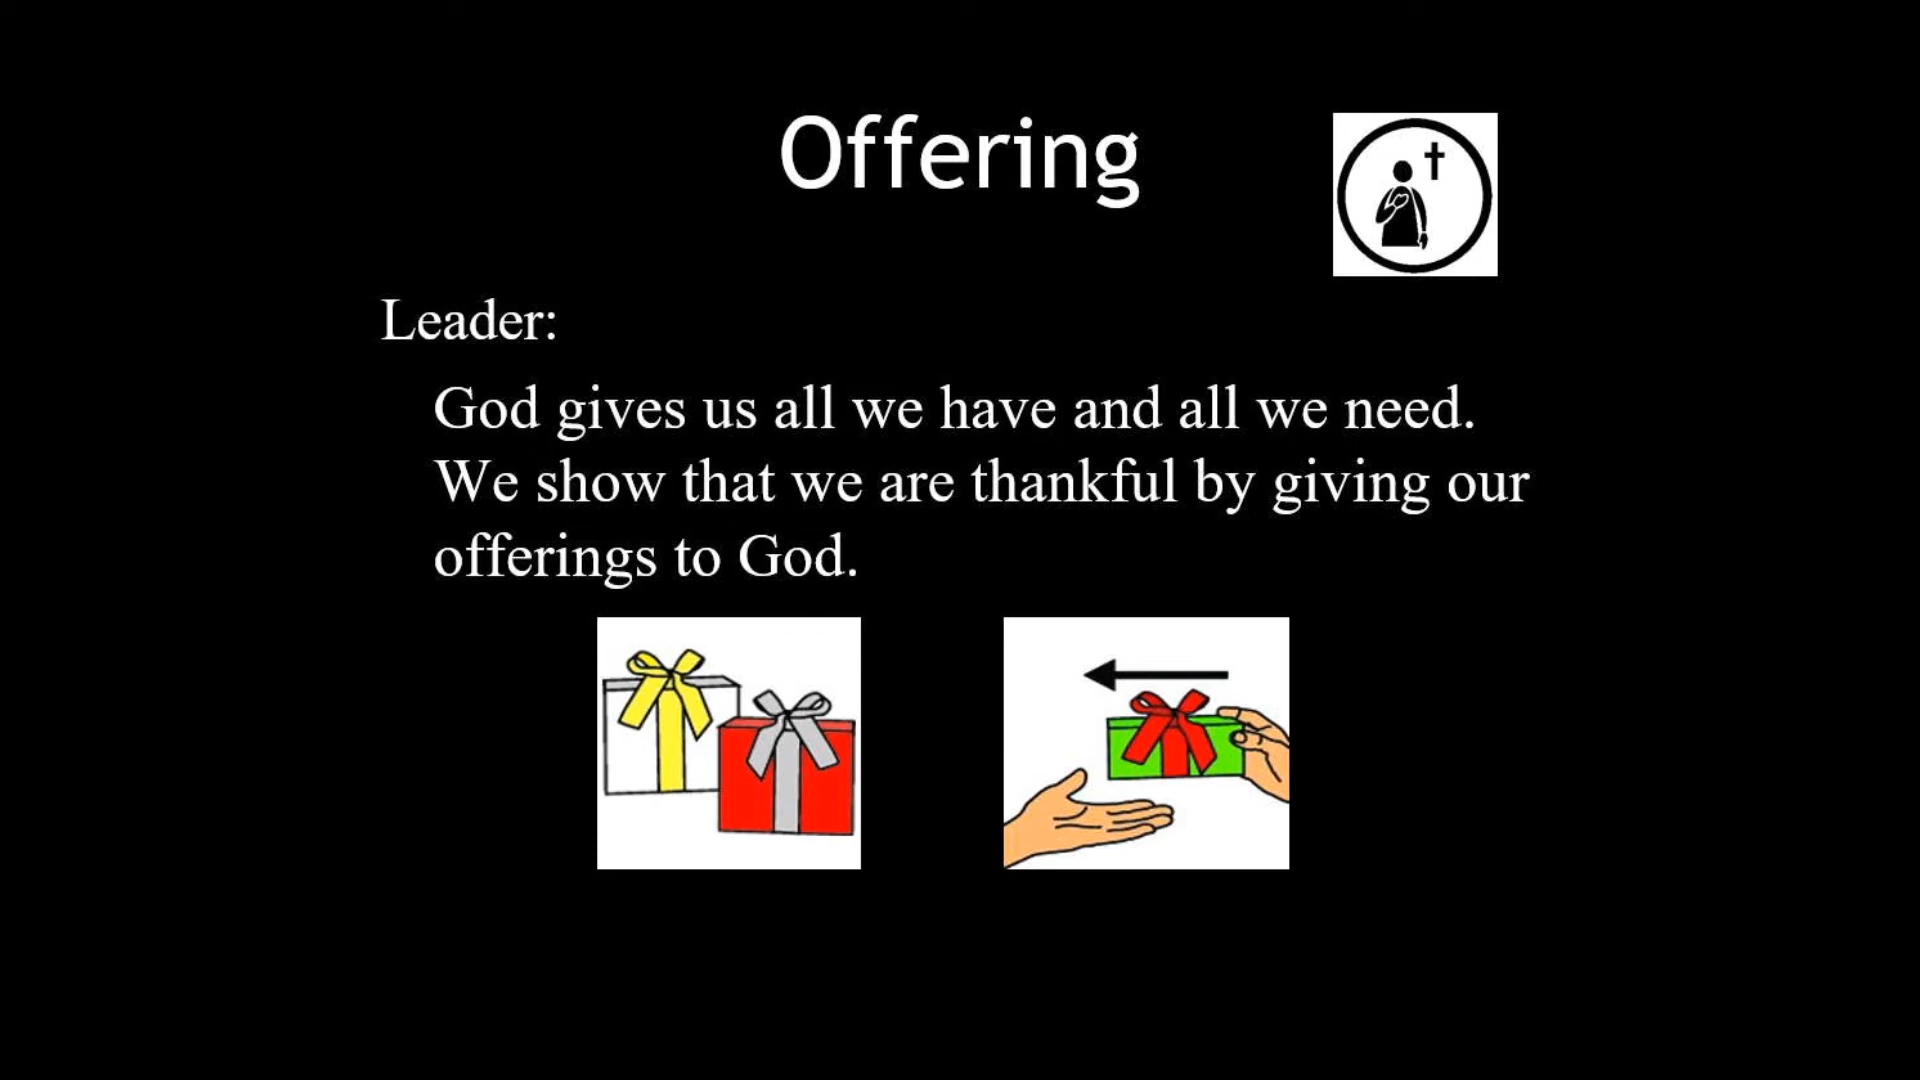 Offering
Leader:
God gives us all we have and all we need.
We show that we are thankful by giving our
offerings to God.